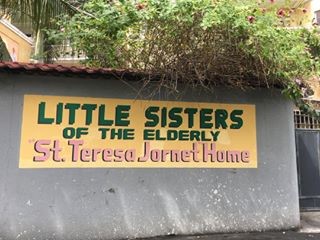 LITTLE SISTERS
OF THE ELDERLY
St. Teresa Jornet Home